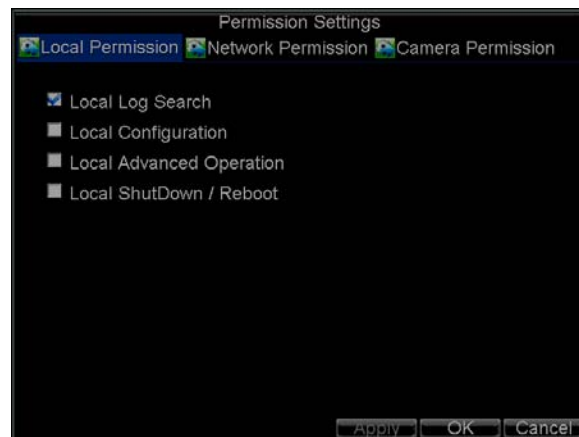 Permission Settings
Local Permission Network Permission Camera Permission
Local Log Search
Local Configuration
Local Advanced Operation
Local ShutDown / Reboot
Apply OK Cancel